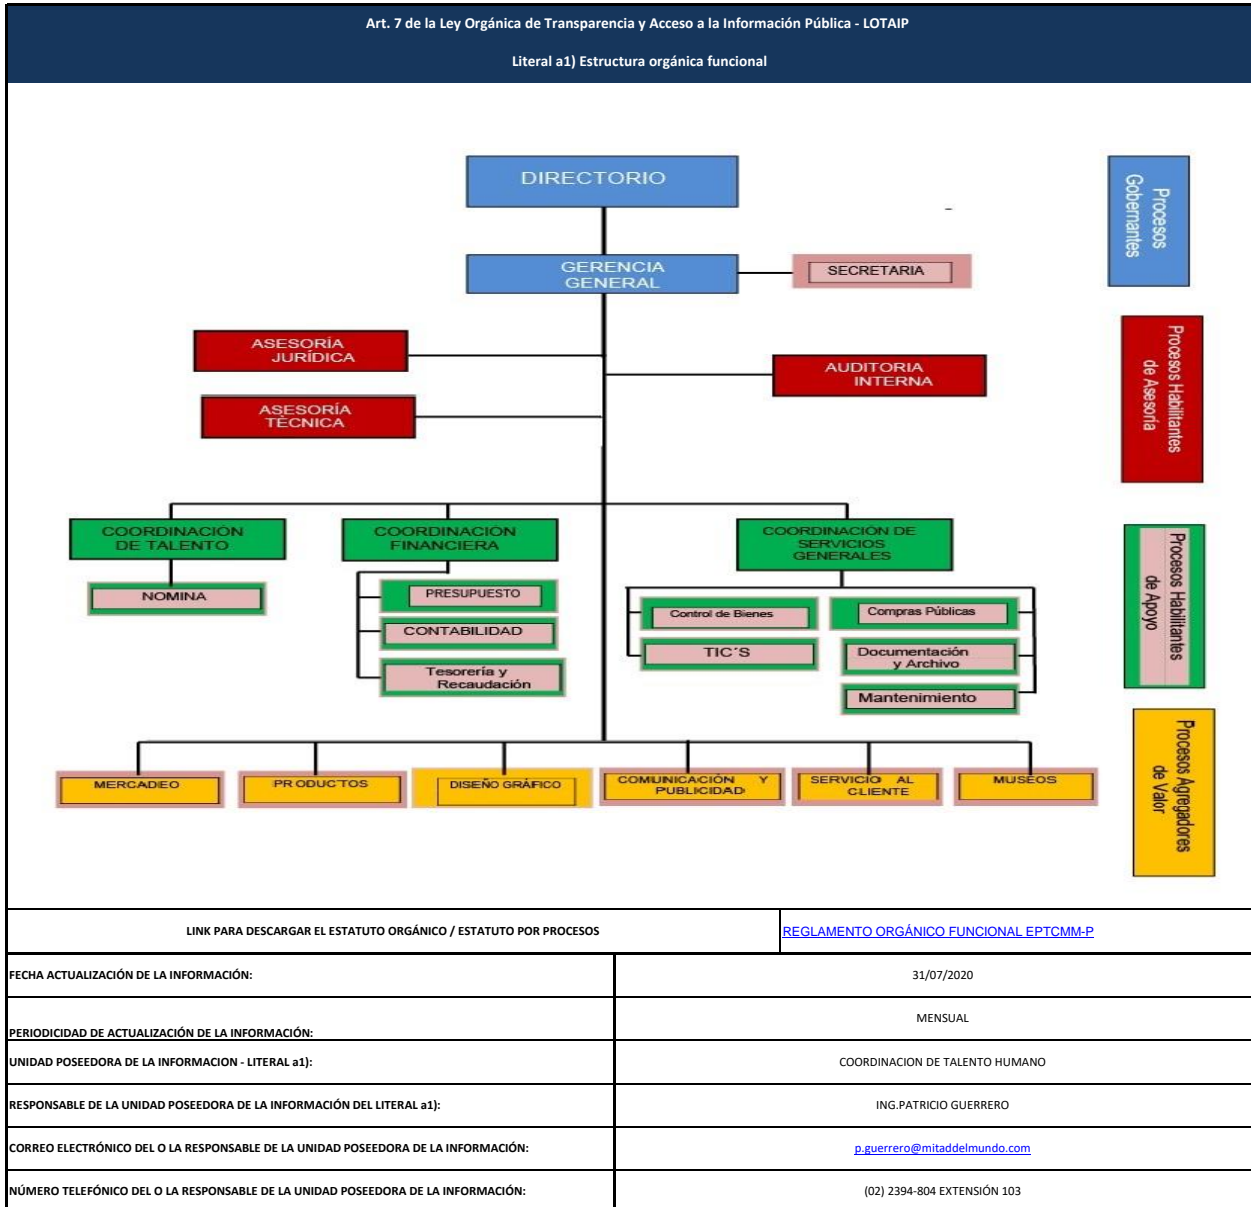 Art. 7 de la Ley Orgánica de Transparencia y Acceso a la Información Pública - LOTAIP
Literal a1) Estructura orgánica funcional
DIRECTORIO
Procesos
Gobernantes
GERENCIA
GENERAL
SECRETARIA
ASESORÍA
JURÍDICA
AUDITORIA
INTERNA
ASESORÍA
TÈCNICA
Procesos Habilitantes
de Asesoría
COORDINACIÓN
DE TALENTO
COORDINACIÓN
FINANCIERA
COORDINACIÓN DE
SERVICIOS
GENERALES
Procesos Habilitantes
de Apoyo
NOMINA
PRESUPUESTO
CONTABILIDAD
Tesorería y
Recaudación
Control de Bienes
TIC´S
Compras Públicas
Documentación
y Archivo
Mantenimiento
MERCADEO
PRODUCTOS
DISEÑO GRÁFICO
COMUNICACIÓN Y
PUBLICIDAD
SERVICIO AL
CLIENTE
MUSEOS
Procesos Agregadores
de Valor
LINK PARA DESCARGAR EL ESTATUTO ORGÁNICO / ESTATUTO POR PROCESOS
REGLAMENTO ORGÁNICO FUNCIONAL EPTCMM-P
FECHA ACTUALIZACIÓN DE LA INFORMACIÓN:
31/07/2020
PERIODICIDAD DE ACTUALIZACIÓN DE LA INFORMACIÓN:
MENSUAL
UNIDAD POSEEDORA DE LA INFORMACION - LITERAL a1):
COORDINACION DE TALENTO HUMANO
RESPONSABLE DE LA UNIDAD POSEEDORA DE LA INFORMACIÓN DEL LITERAL a1):
ING.PATRICIO GUERRERO
CORREO ELECTRÓNICO DEL O LA RESPONSABLE DE LA UNIDAD POSEEDORA DE LA INFORMACIÓN:
p.guerrero@mitaddelmundo.com
NÚMERO TELEFÓNICO DEL O LA RESPONSABLE DE LA UNIDAD POSEEDORA DE LA INFORMACIÓN:
(02) 2394-804 EXTENSIÓN 103